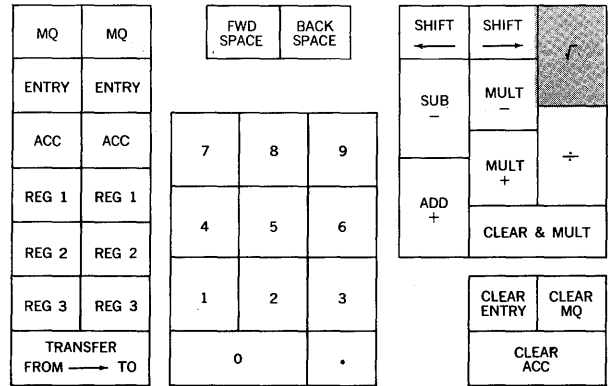 MQ MQ
ENTRY ENTRY
ACC ACC
REG 1 REG 1
REG 2 REG 2
REG 3 REG 3
TRANSFER
FROM → TO
FWD SPACE
BACK SPACE
7 8 9
4 5 6
1 2 3
0 .
SHIFT ←
SHIFT →
√
SUB
−
MULT
−
÷
MULT
+
ADD
+
CLEAR & MULT
CLEAR ENTRY
CLEAR MQ
CLEAR
ACC